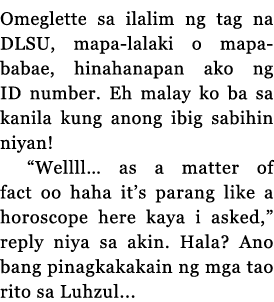 Omeglette sa ilalim ng tag na
DLSU, mapa-lalaki o mapa-
babae, hinahanapan ako ng
ID number. Eh malay ko ba sa
kanila kung anong ibig sabihin
niyan!
“Wellll... as a matter of
fact oo haha it’s parang like a
horoscope here kaya i asked,”
reply niya sa akin. Hala? Ano
bang pinagkakakain ng mga tao
rito sa Luhzul...